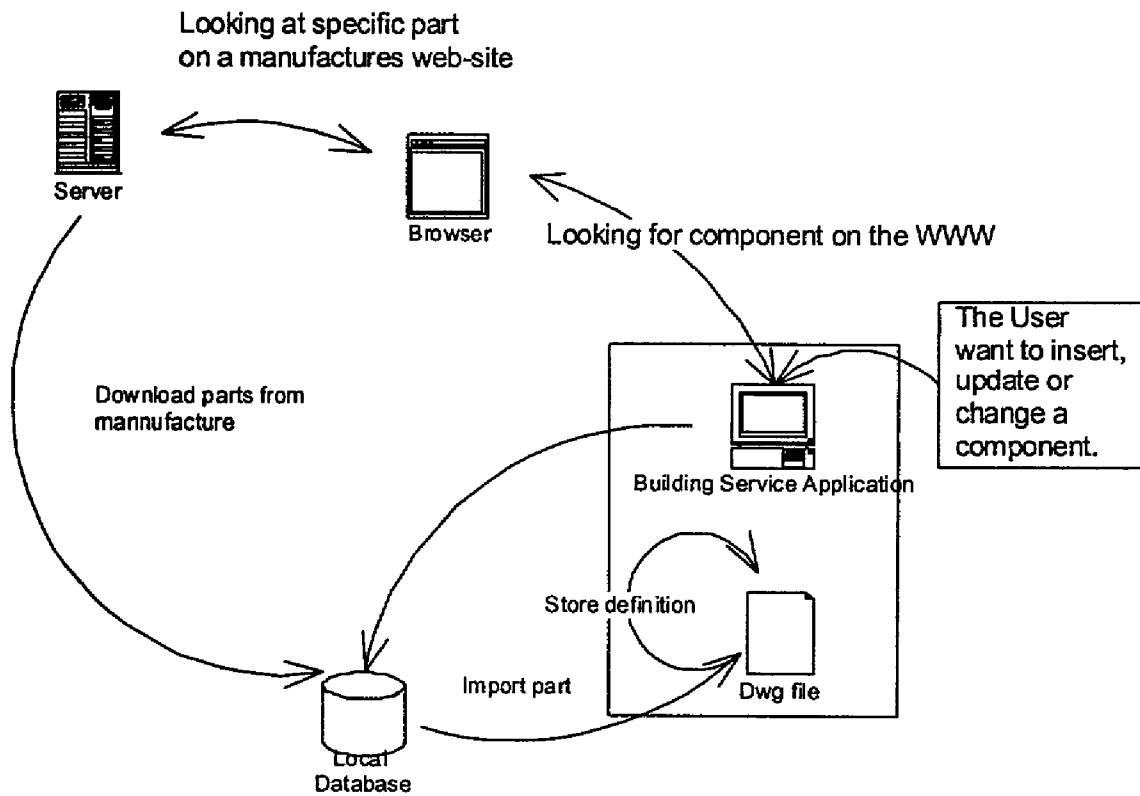 Looking at specific part
on a manufactures web-site
Server
Browser
Looking for component on the WWW
The User
want to insert,
update or
change a
component.
Download parts from
mannufacture
Building Service Application
Store definition
Import part
Dwg file
Local
Database